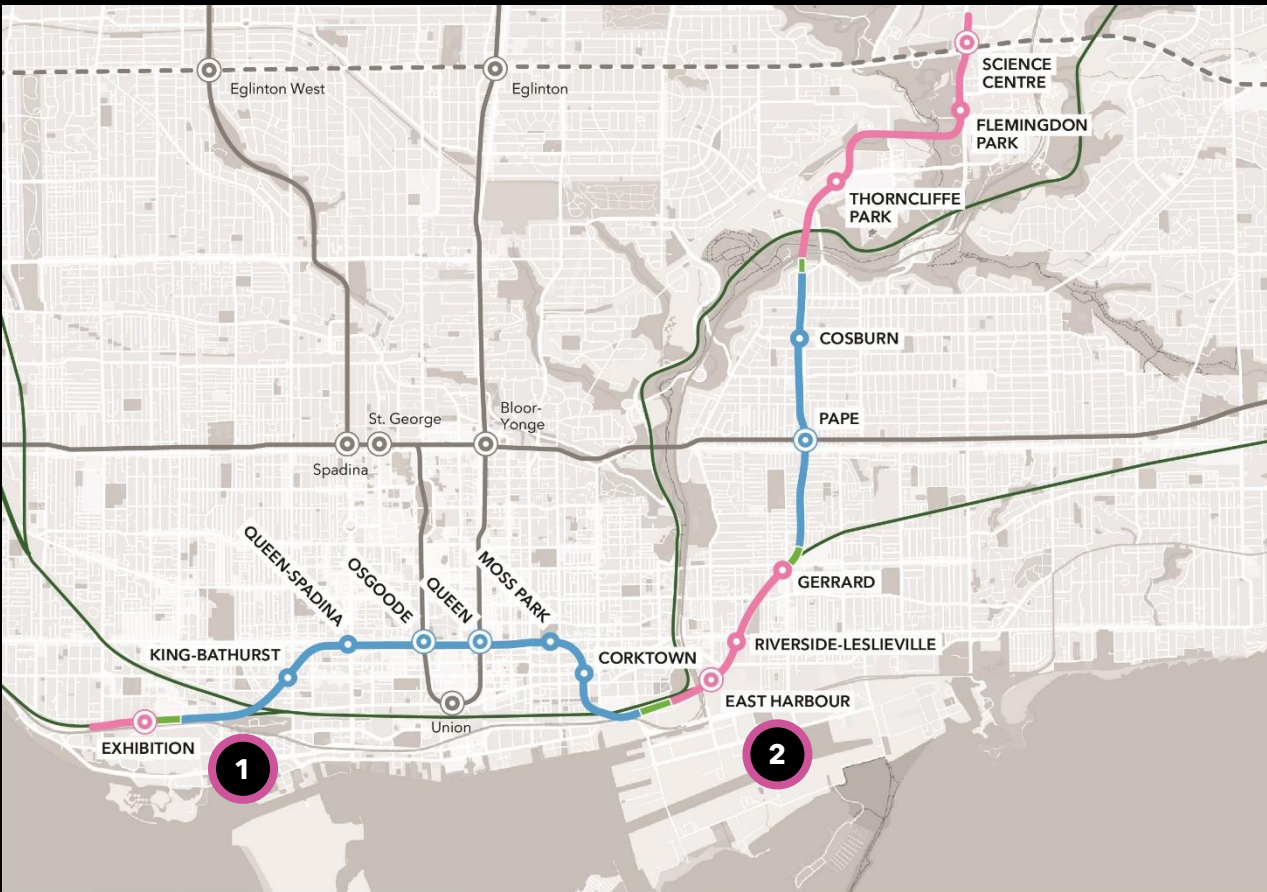 SCIENCE
CENTRE
Eglinton West
Eglinton
FLEMINGDON
PARK
THORNCLIFFE
PARK
COSBURN
PAPE
St. George
Bloor-
Yonge
Spadina
QUEEN-SPADINA
OSGOODE
QUEEN
MOSS PARK
GERRARD
KING-BATHURST
CORKTOWN
RIVERSIDE-LESLIEVILLE
EAST HARBOUR
Union
EXHIBITION
1
2